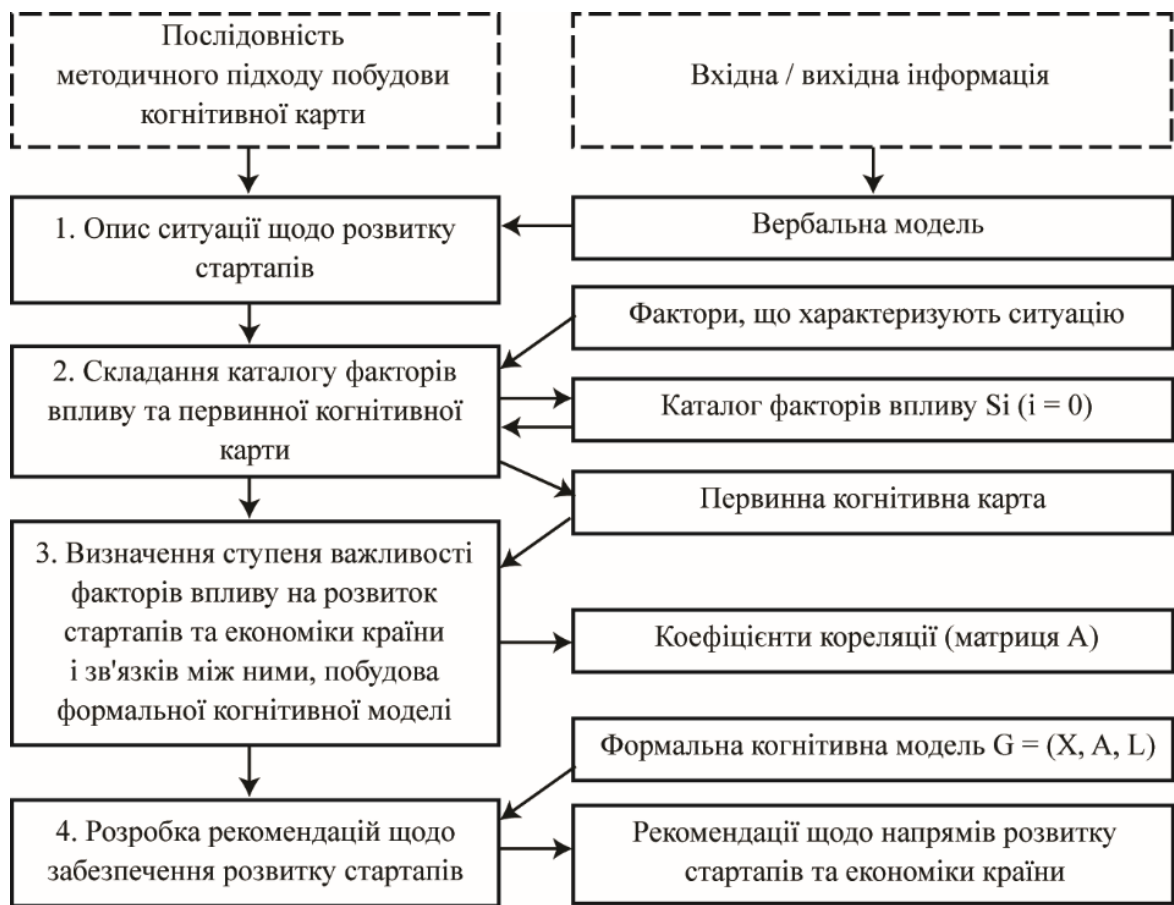 Послідовність
методичного підходу побудови
когнітивної карти
Вхідна / вихідна інформація
1. Опис ситуації щодо розвитку
стартапів
Вербальна модель
Фактори, що характеризують ситуацію
2. Складання каталогу факторів
впливу та первинної когнітивної
карти
Каталог факторів впливу Si (i = 0)
Первинна когнітивна карта
3. Визначення ступеня важливості
факторів впливу на розвиток
стартапів та економіки країни
і зв'язків між ними, побудова
формальної когнітивної моделі
Коефіцієнти кореляції (матриця А)
Формальна когнітивна модель G = (X, A, L)
4. Розробка рекомендацій щодо
забезпечення розвитку стартапів
Рекомендації щодо напрямів розвитку
стартапів та економіки країни